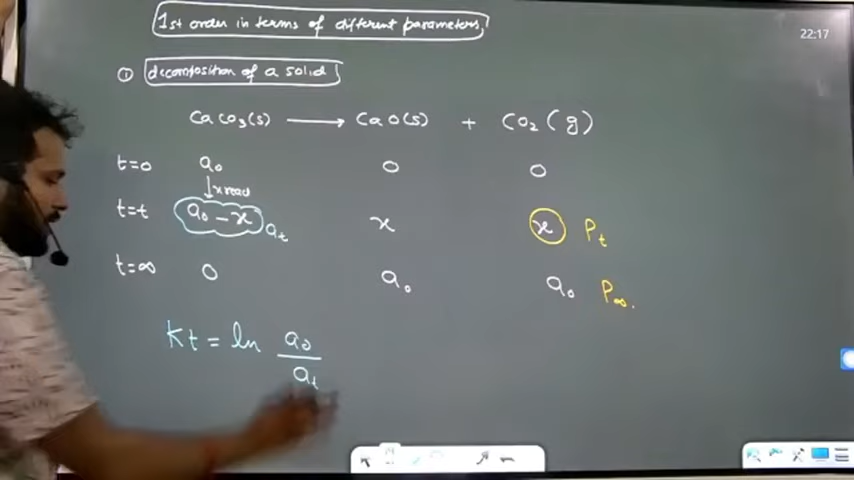 1st order in terms of different parameters
22:17
① decomposition of a solid
CaCO₃(s) ⟶ CaO(s) + CO₂(g)
t=0 a₀ 0 0
↓ x reac
t=t a₀ - x aₜ x x Pₜ
t=∞ 0 a₀ a₀ P∞.
Kt = ln a₀/aₜ